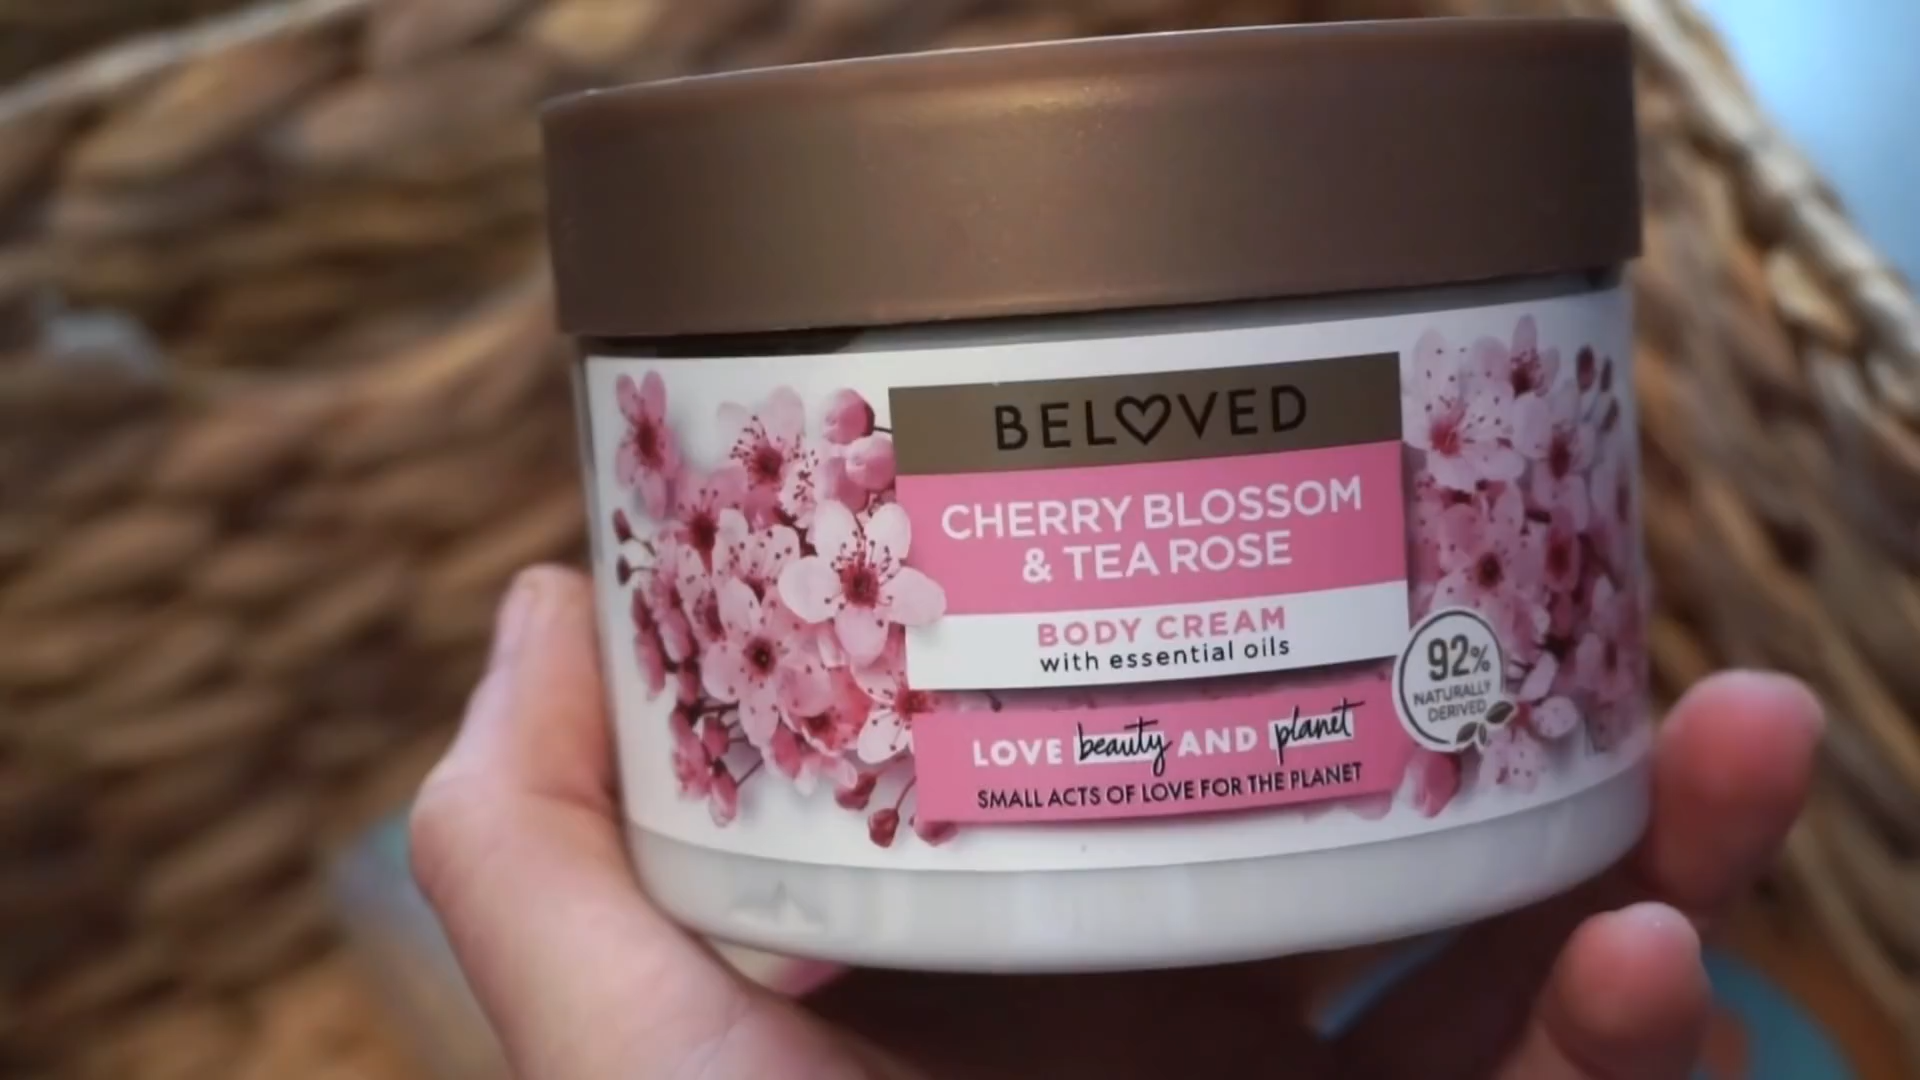 BELOVED
CHERRY BLOSSOM
& TEA ROSE
BODY CREAM
with essential oils
LOVE beauty AND planet
SMALL ACTS OF LOVE FOR THE PLANET
92%
NATURALLY
DERIVED